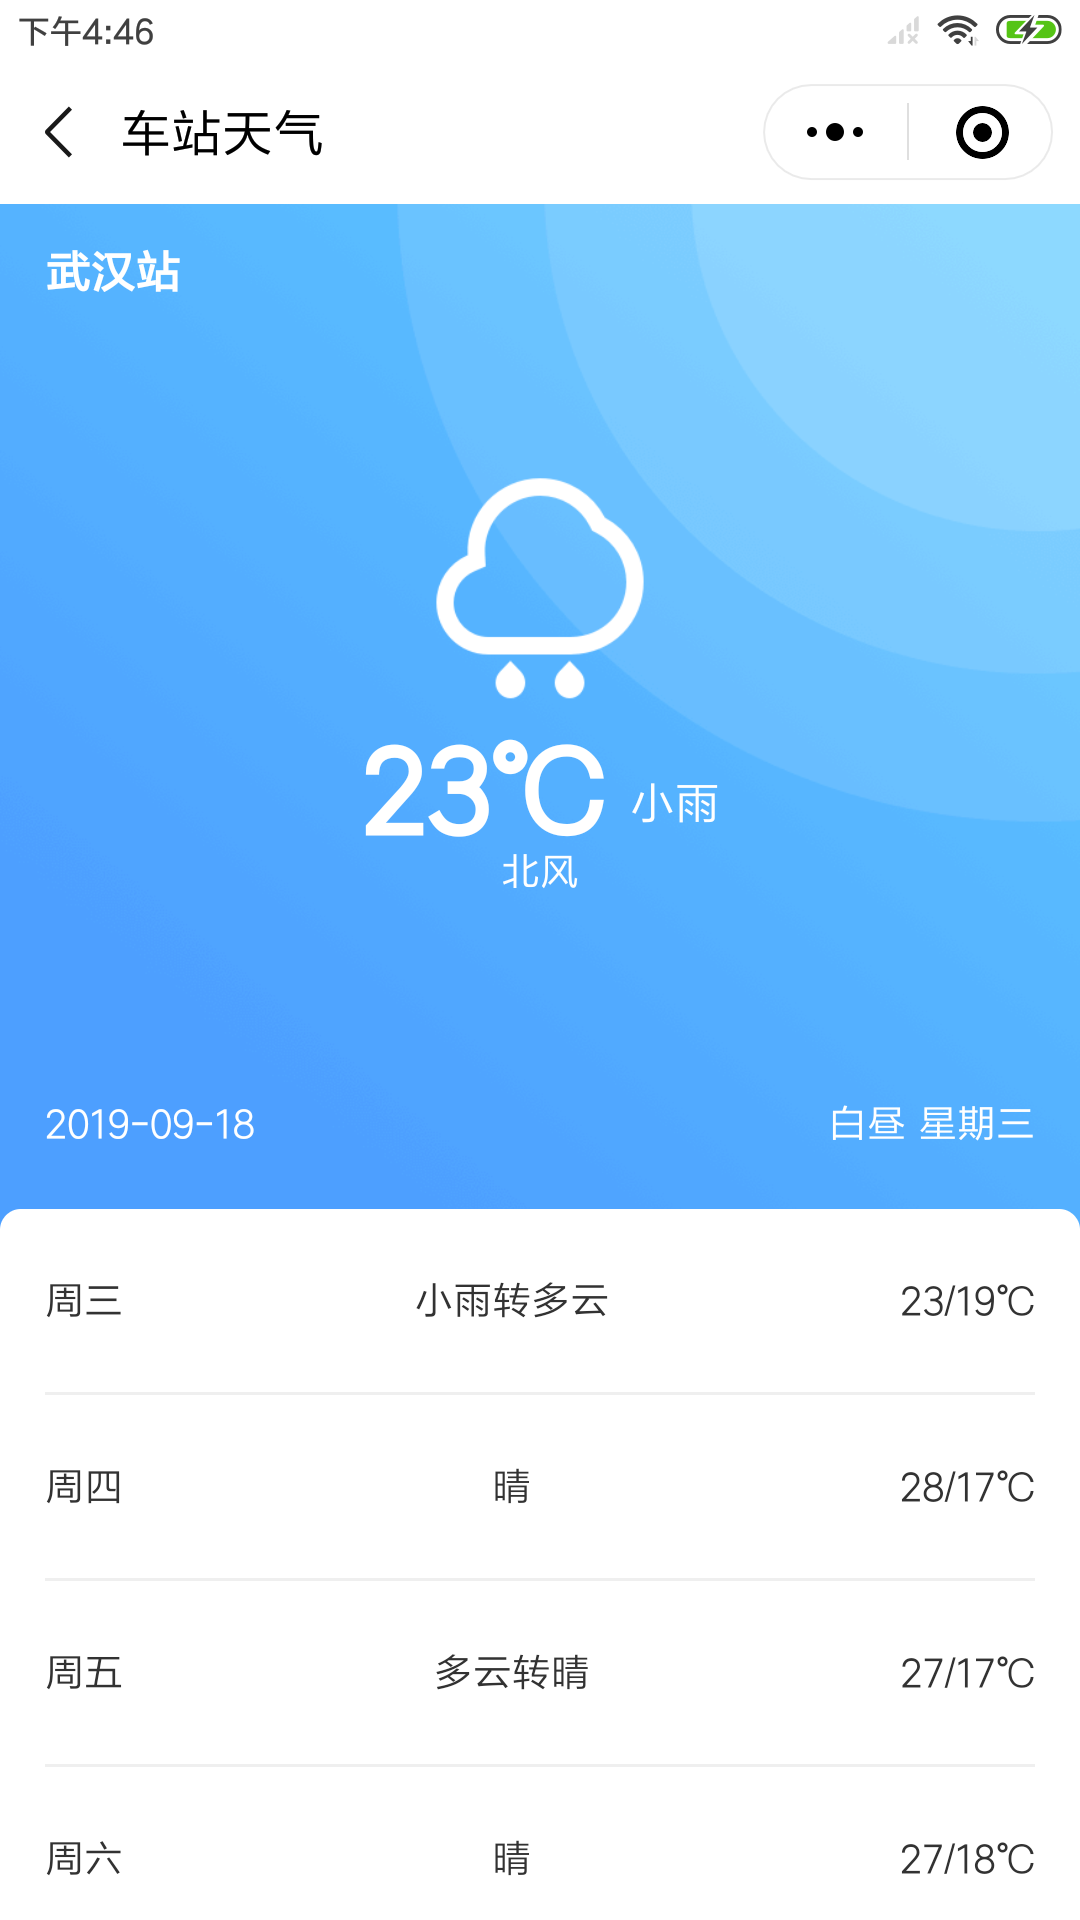 下午4:46
车站天气
武汉站
23℃ 小雨
北风
2019-09-18 白昼 星期三
周三 小雨转多云 23/19℃
周四 晴 28/17℃
周五 多云转晴 27/17℃
周六 晴 27/18℃